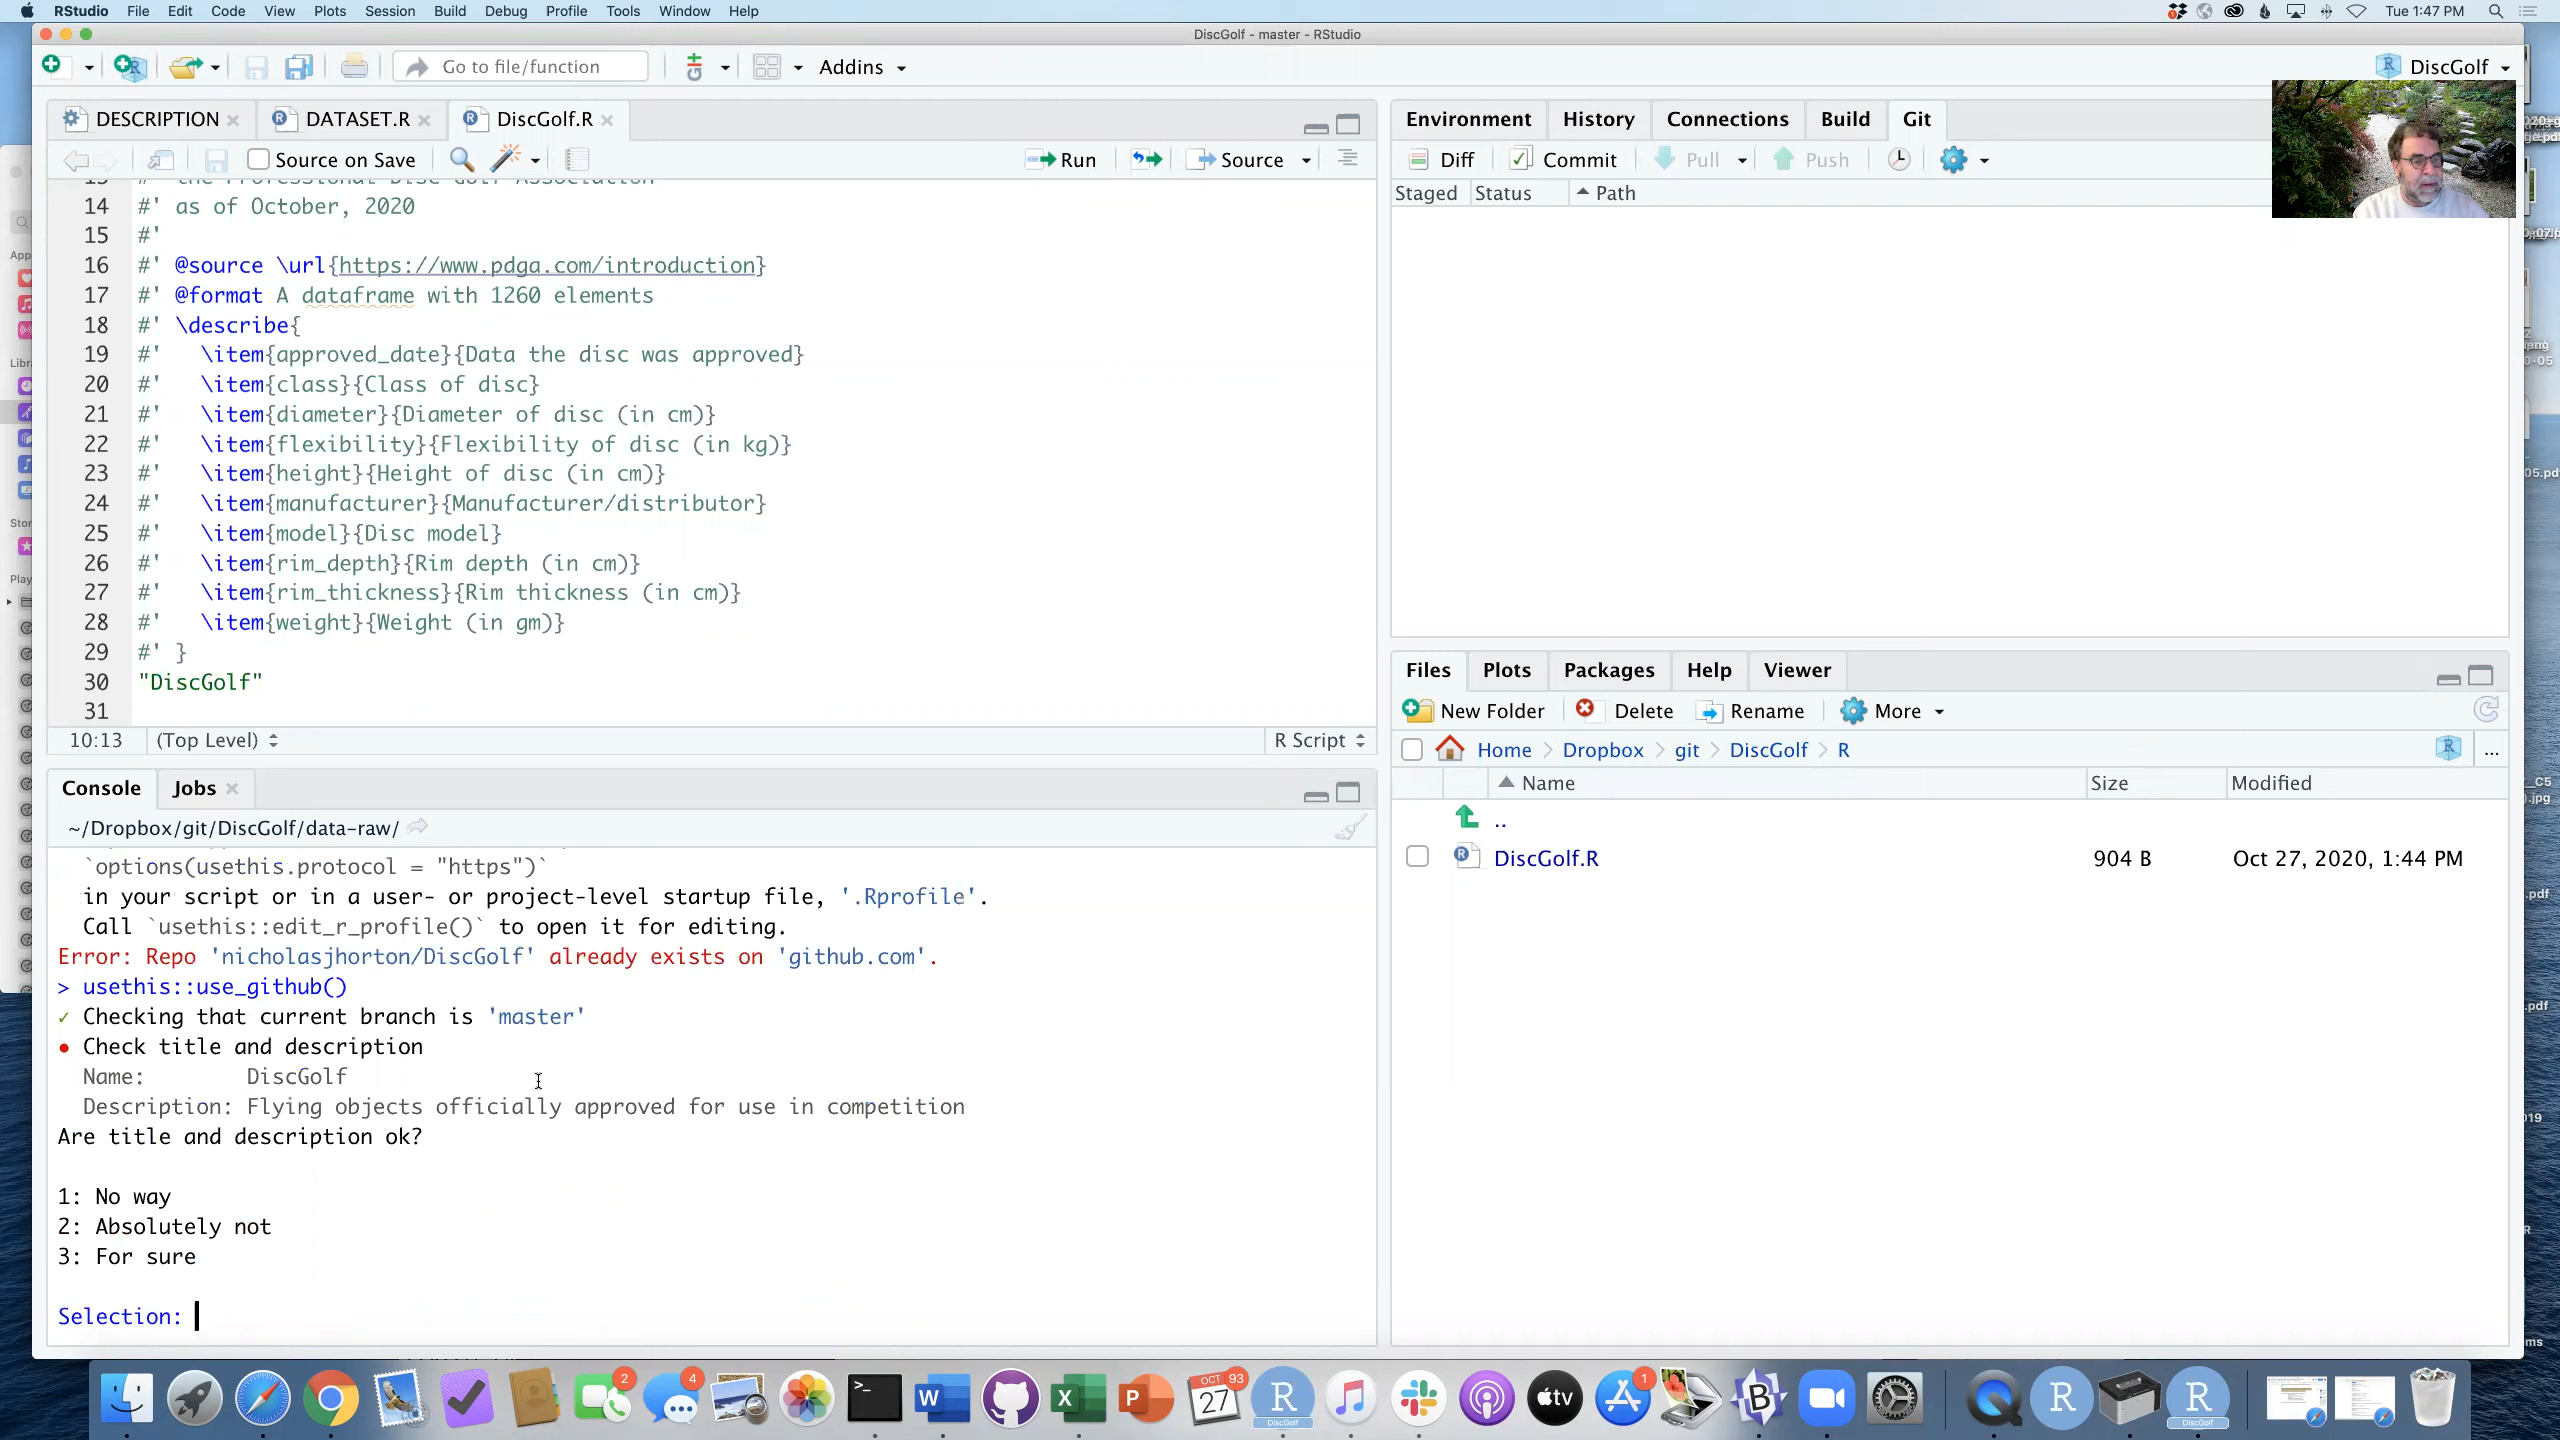 RStudio File Edit Code View Plots Session Build Debug Profile Tools Window Help Tue 1:47 PM
DiscGolf - master - RStudio
Go to file/function Addins DiscGolf
DESCRIPTION DATASET.R DiscGolf.R
Source on Save Run Source
14 #' as of October, 2020
15 #'
16 #' @source \url{https://www.pdga.com/introduction}
17 #' @format A dataframe with 1260 elements
18 #' \describe{
19 #'   \item{approved_date}{Data the disc was approved}
20 #'   \item{class}{Class of disc}
21 #'   \item{diameter}{Diameter of disc (in cm)}
22 #'   \item{flexibility}{Flexibility of disc (in kg)}
23 #'   \item{height}{Height of disc (in cm)}
24 #'   \item{manufacturer}{Manufacturer/distributor}
25 #'   \item{model}{Disc model}
26 #'   \item{rim_depth}{Rim depth (in cm)}
27 #'   \item{rim_thickness}{Rim thickness (in cm)}
28 #'   \item{weight}{Weight (in gm)}
29 #' }
30 "DiscGolf"
31
10:13 (Top Level) R Script
Console Jobs
~/Dropbox/git/DiscGolf/data-raw/
`options(usethis.protocol = "https")`
in your script or in a user- or project-level startup file, '.Rprofile'.
Call `usethis::edit_r_profile()` to open it for editing.
Error: Repo 'nicholasjhorton/DiscGolf' already exists on 'github.com'.
> usethis::use_github()
✓ Checking that current branch is 'master'
● Check title and description
Name: DiscGolf
Description: Flying objects officially approved for use in competition
Are title and description ok?
1: No way
2: Absolutely not
3: For sure
Selection:
Environment History Connections Build Git
Diff Commit Pull Push
Staged Status Path
Files Plots Packages Help Viewer
New Folder Delete Rename More
Home Dropbox git DiscGolf R ...
Name Size Modified
..
DiscGolf.R 904 B Oct 27, 2020, 1:44 PM